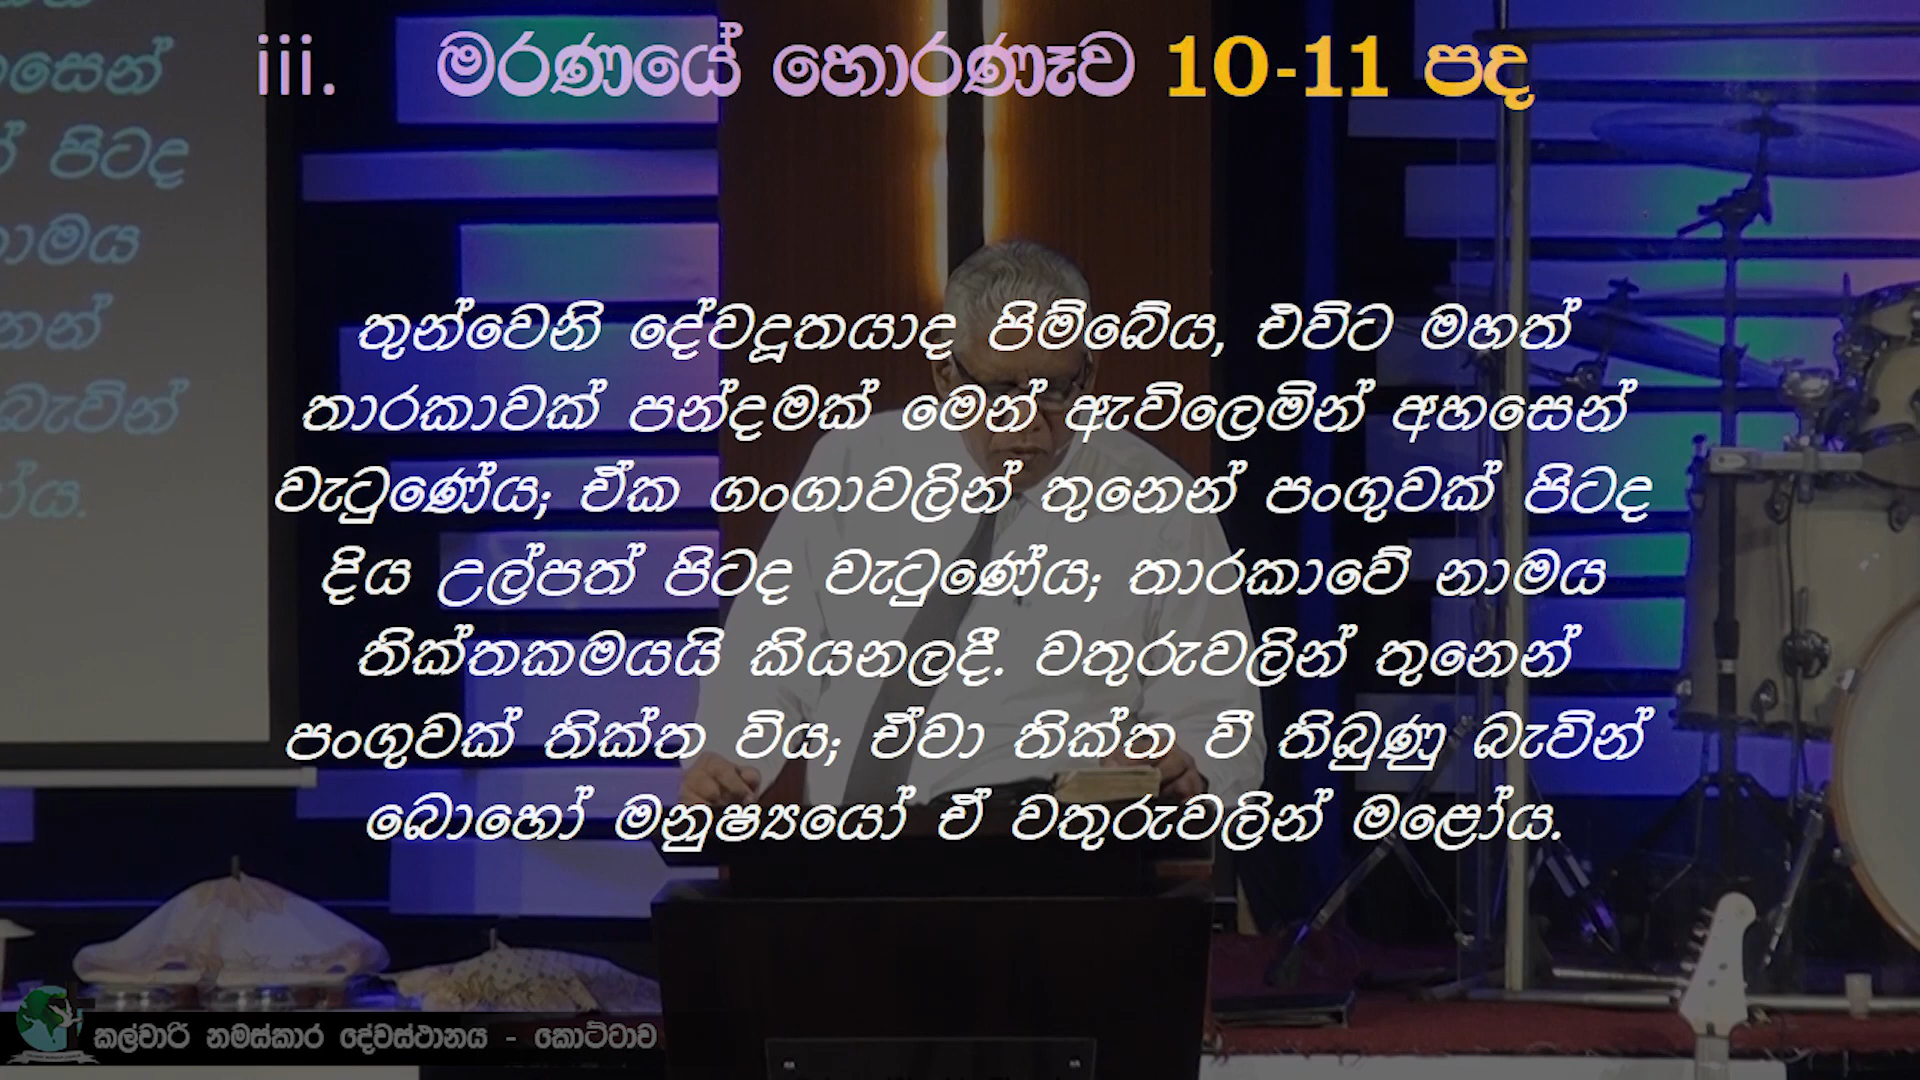 iii. මරණයේ හොරණෑව 10-11 පද
තුන්වෙනි දේවදූතයාද පිම්බේය, එවිට මහත්
තාරකාවක් පන්දමක් මෙන් ඇවිලෙමින් අහසෙන්
වැටුණේය; ඒක ගංගාවලින් තුනෙන් පංගුවක් පිටද
දිය උල්පත් පිටද වැටුණේය; තාරකාවේ නාමය
තික්තකමයයි කියනලදී. වතුරුවලින් තුනෙන්
පංගුවක් තික්ත විය; ඒවා තික්ත වී තිබුණු බැවින්
බොහෝ මනුෂ්‍යයෝ ඒ වතුරුවලින් මළෝය.
පිටද
බැවින්
කල්වාරි නමස්කාර දේවස්ථානය - කොට්ටාව